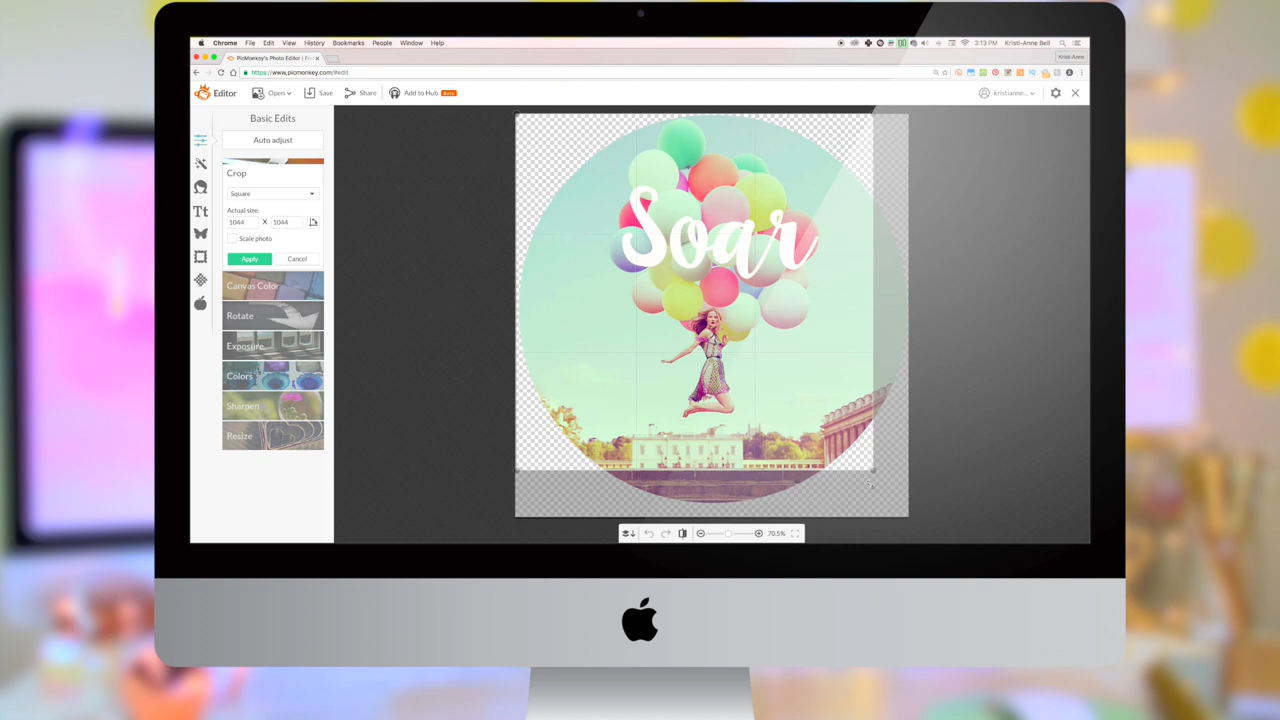 Chrome File Edit View History Bookmarks People Window Help 3:13 PM Kristi-Anne Bell
PicMonkey's Photo Editor | Pic
Kristi Anne
https://www.picmonkey.com/#edit
Editor Open Save Share Add to Hub Beta kristianne...
Basic Edits
Auto adjust
Crop
Square
Actual size:
1044 X 1044
Scale photo
Apply Cancel
Canvas Color
Rotate
Exposure
Colors
Sharpen
Resize
Tt
Soar
70.5%